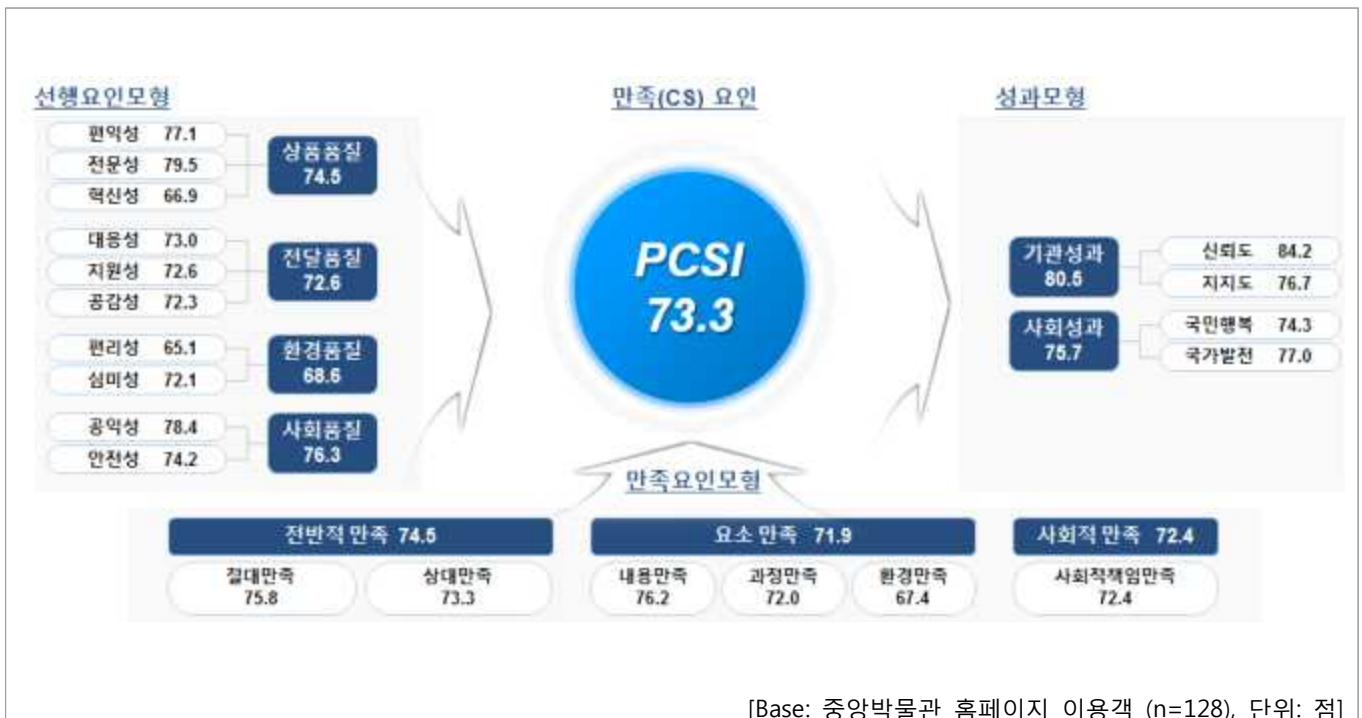 선행요인모형
편익성 77.1
전문성 79.5
혁신성 66.9
상품품질
74.5
대응성 73.0
지원성 72.6
공감성 72.3
전달품질
72.6
편리성 65.1
심미성 72.1
환경품질
68.6
공익성 78.4
안전성 74.2
사회품질
76.3
만족(CS) 요인
PCSI
73.3
성과모형
기관성과
80.5
신뢰도 84.2
지지도 76.7
사회성과
75.7
국민행복 74.3
국가발전 77.0
만족요인모형
전반적 만족 74.5
절대만족
75.8
상대만족
73.3
요소 만족 71.9
내용만족
76.2
과정만족
72.0
환경만족
67.4
사회적 만족 72.4
사회적책임만족
72.4
[Base: 중앙박물관 홈페이지 이용객 (n=128), 단위: 점]